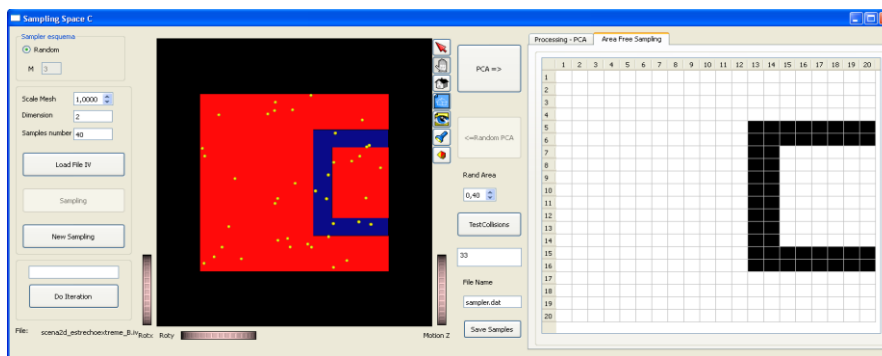 Sampling Space C
Sampler esquema
Random
M 3
Scale Mesh 1,0000
Dimension 2
Samples number 40
Load File IV
Sampling
New Sampling
Do Iteration
File: scena2d_estrechoextreme_B.iv
Rotx Roty
Motion Z
PCA =>
<=Random PCA
Rand Area
0,40
TestCollisions
33
File Name
sampler.dat
Save Samples
Processing - PCA Area Free Sampling
1 2 3 4 5 6 7 8 9 10 11 12 13 14 15 16 17 18 19 20
1
2
3
4
5
6
7
8
9
10
11
12
13
14
15
16
17
18
19
20